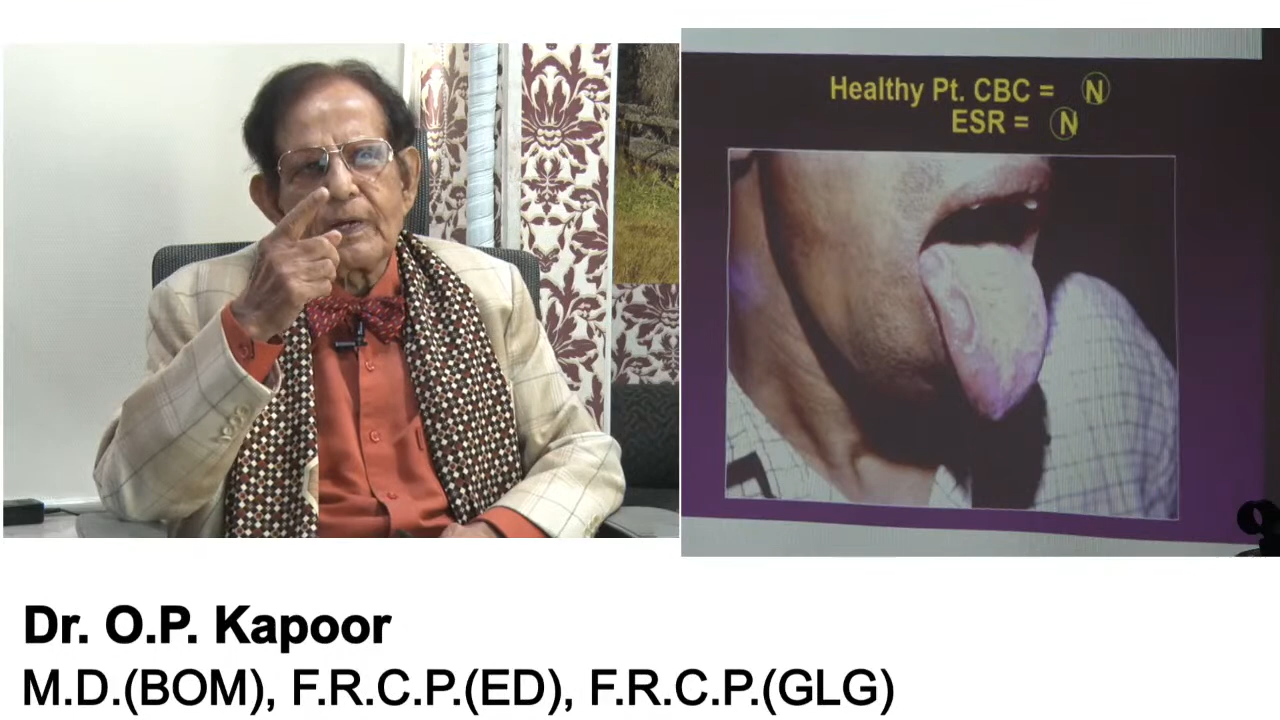 Healthy Pt. CBC = N
ESR = N
Dr. O.P. Kapoor
M.D.(BOM), F.R.C.P.(ED), F.R.C.P.(GLG)